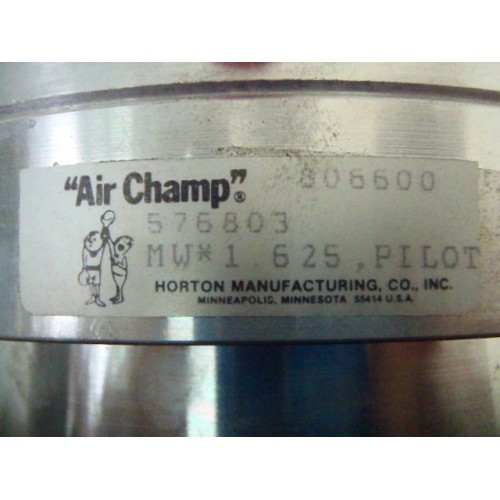 "Air Champ"® 806600
576803
MW*1 625,PILOT
HORTON MANUFACTURING, CO., INC.
MINNEAPOLIS, MINNESOTA 55414 U.S.A.